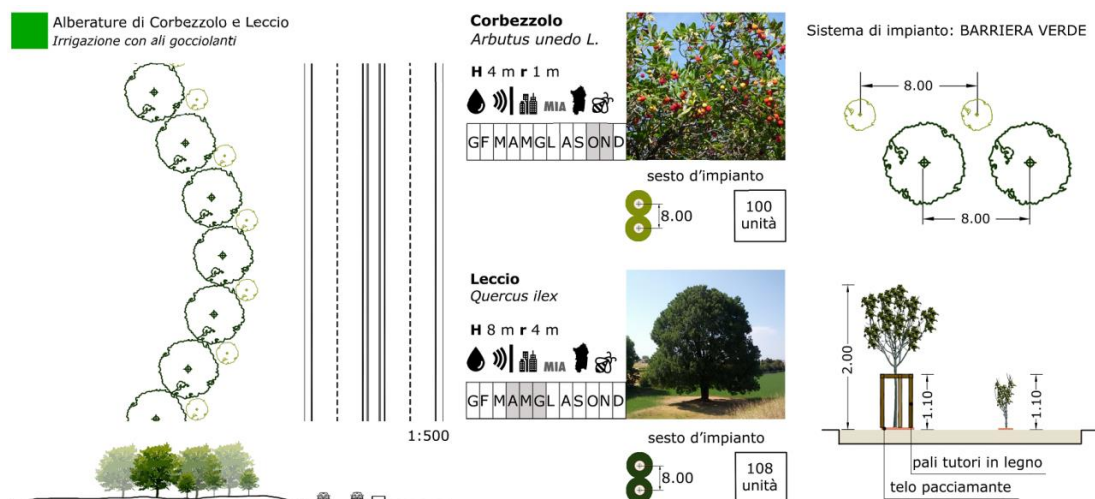 Alberature di Corbezzolo e Leccio
Irrigazione con ali gocciolanti
1:500
Corbezzolo
Arbutus unedo L.
H 4 m r 1 m
MIA
G F M A M G L A S O N D
sesto d'impianto
8.00
100
unità
Leccio
Quercus ilex
H 8 m r 4 m
MIA
G F M A M G L A S O N D
sesto d'impianto
8.00
108
unità
Sistema di impianto: BARRIERA VERDE
8.00
8.00
2.00
1.10
1.10
pali tutori in legno
telo pacciamante